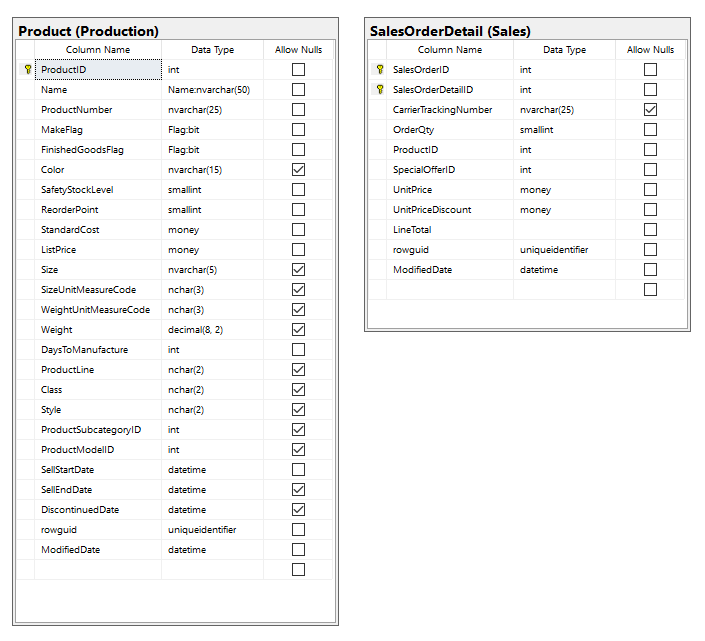 Product (Production)
Column Name Data Type Allow Nulls
ProductID int
Name Name:nvarchar(50)
ProductNumber nvarchar(25)
MakeFlag Flag:bit
FinishedGoodsFlag Flag:bit
Color nvarchar(15)
SafetyStockLevel smallint
ReorderPoint smallint
StandardCost money
ListPrice money
Size nvarchar(5)
SizeUnitMeasureCode nchar(3)
WeightUnitMeasureCode nchar(3)
Weight decimal(8, 2)
DaysToManufacture int
ProductLine nchar(2)
Class nchar(2)
Style nchar(2)
ProductSubcategoryID int
ProductModelID int
SellStartDate datetime
SellEndDate datetime
DiscontinuedDate datetime
rowguid uniqueidentifier
ModifiedDate datetime
SalesOrderDetail (Sales)
Column Name Data Type Allow Nulls
SalesOrderID int
SalesOrderDetailID int
CarrierTrackingNumber nvarchar(25)
OrderQty smallint
ProductID int
SpecialOfferID int
UnitPrice money
UnitPriceDiscount money
LineTotal
rowguid uniqueidentifier
ModifiedDate datetime